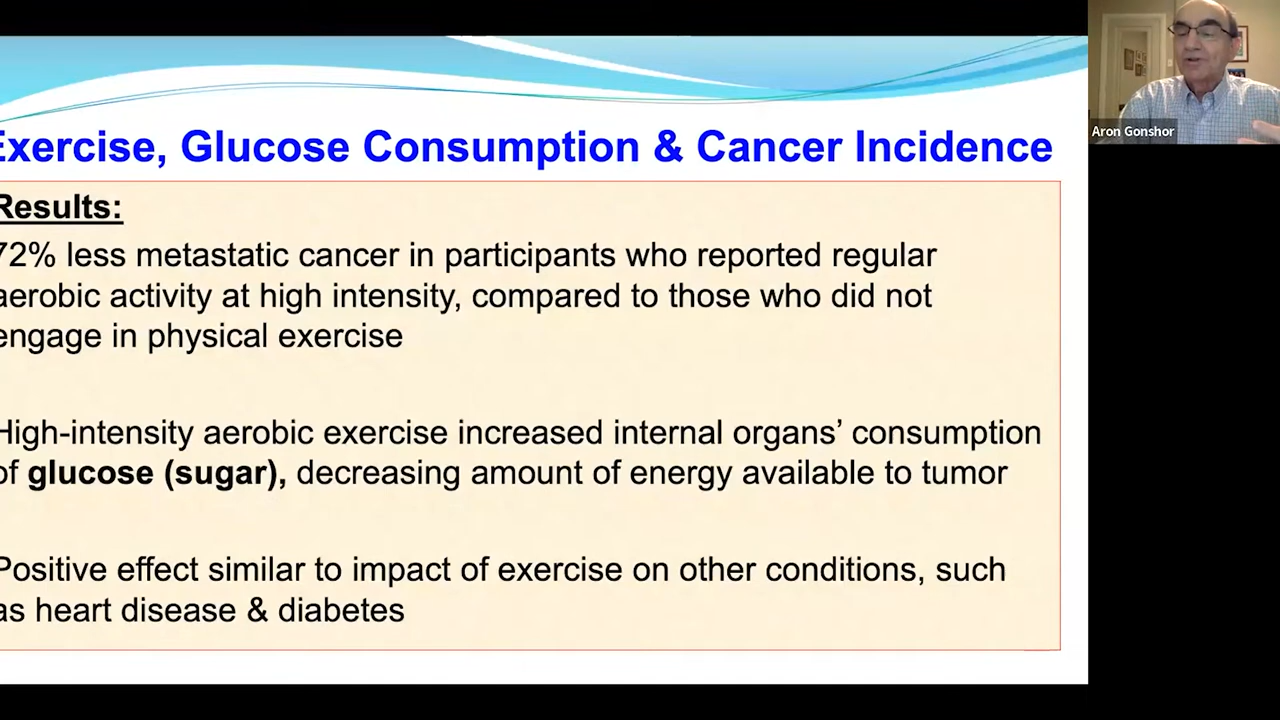 Exercise, Glucose Consumption & Cancer Incidence
Aron Gonshor
Results:
72% less metastatic cancer in participants who reported regular
aerobic activity at high intensity, compared to those who did not
engage in physical exercise
High-intensity aerobic exercise increased internal organs’ consumption
of glucose (sugar), decreasing amount of energy available to tumor
Positive effect similar to impact of exercise on other conditions, such
as heart disease & diabetes